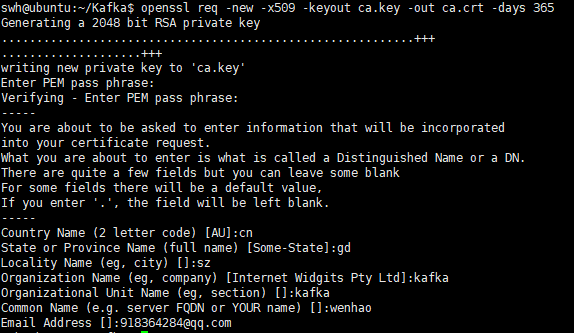 swh@ubuntu:~/Kafka$ openssl req -new -x509 -keyout ca.key -out ca.crt -days 365
Generating a 2048 bit RSA private key
..........................................................+++
....................+++
writing new private key to 'ca.key'
Enter PEM pass phrase:
Verifying - Enter PEM pass phrase:
-----
You are about to be asked to enter information that will be incorporated
into your certificate request.
What you are about to enter is what is called a Distinguished Name or a DN.
There are quite a few fields but you can leave some blank
For some fields there will be a default value,
If you enter '.', the field will be left blank.
-----
Country Name (2 letter code) [AU]:cn
State or Province Name (full name) [Some-State]:gd
Locality Name (eg, city) []:sz
Organization Name (eg, company) [Internet Widgits Pty Ltd]:kafka
Organizational Unit Name (eg, section) []:kafka
Common Name (e.g. server FQDN or YOUR name) []:wenhao
Email Address []:918364284@qq.com